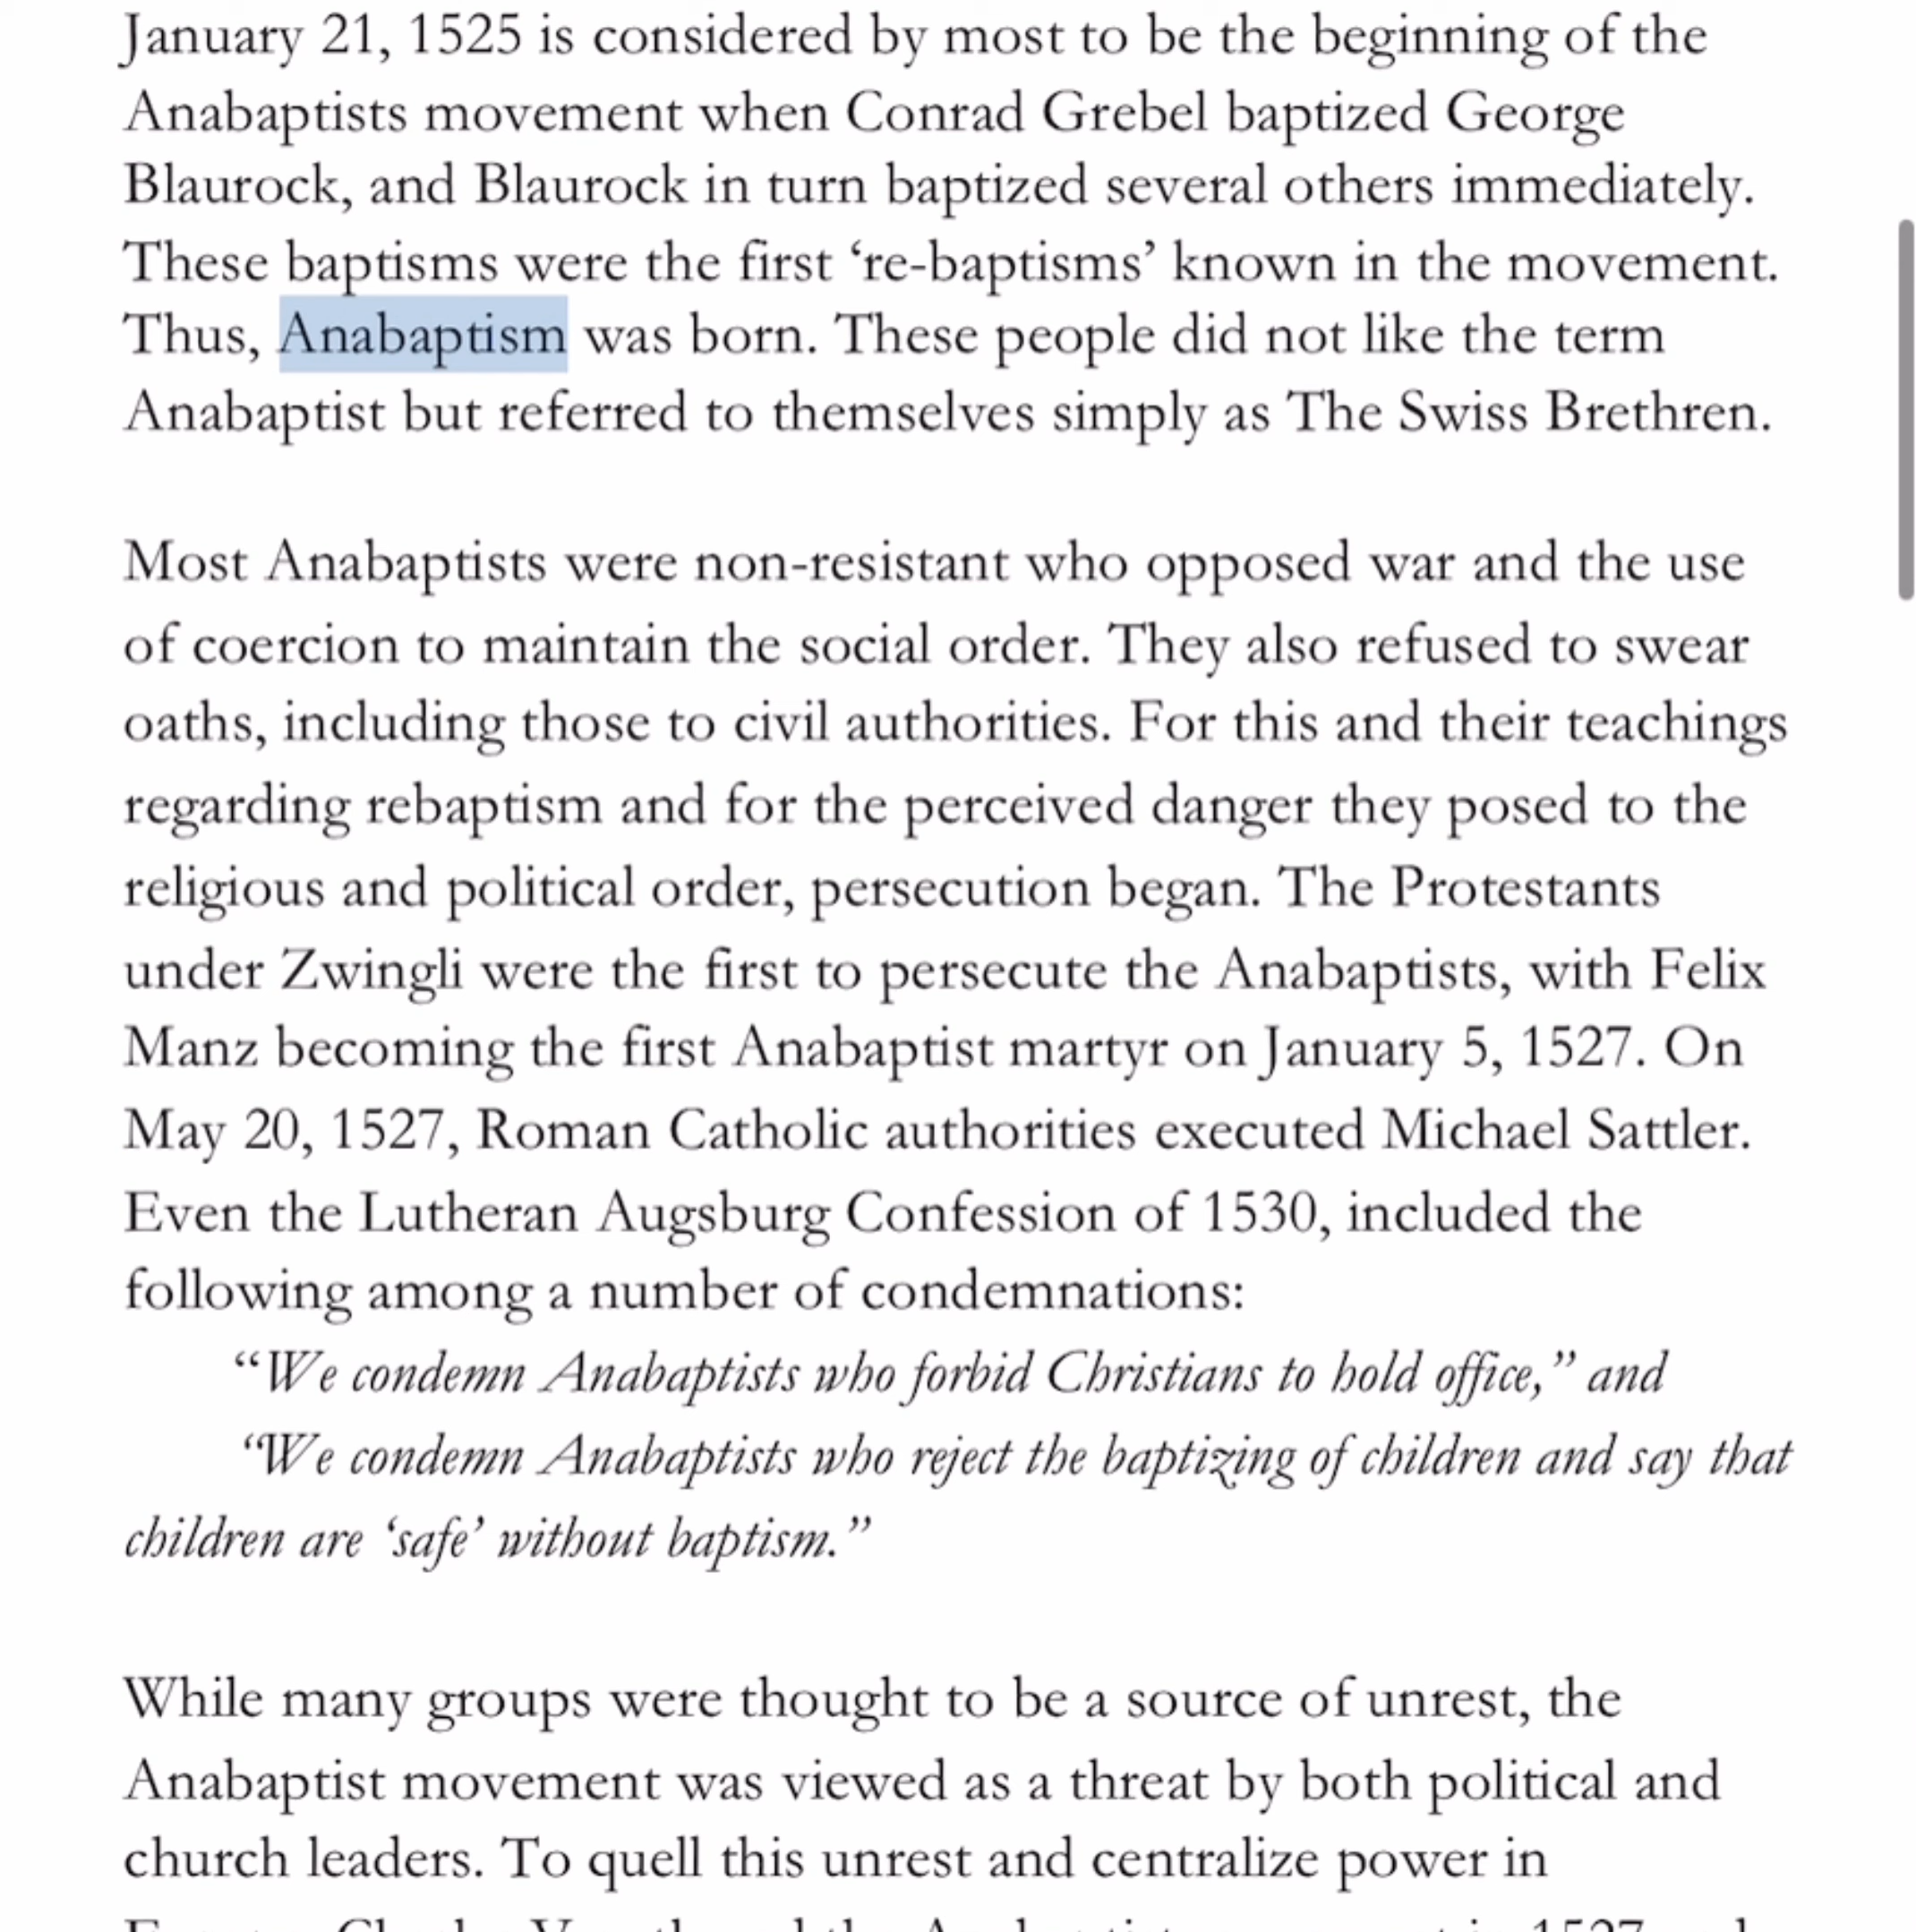 January 21, 1525 is considered by most to be the beginning of the
Anabaptists movement when Conrad Grebel baptized George
Blaurock, and Blaurock in turn baptized several others immediately.
These baptisms were the first ‘re-baptisms’ known in the movement.
Thus, Anabaptism was born. These people did not like the term
Anabaptist but referred to themselves simply as The Swiss Brethren.
Most Anabaptists were non-resistant who opposed war and the use
of coercion to maintain the social order. They also refused to swear
oaths, including those to civil authorities. For this and their teachings
regarding rebaptism and for the perceived danger they posed to the
religious and political order, persecution began. The Protestants
under Zwingli were the first to persecute the Anabaptists, with Felix
Manz becoming the first Anabaptist martyr on January 5, 1527. On
May 20, 1527, Roman Catholic authorities executed Michael Sattler.
Even the Lutheran Augsburg Confession of 1530, included the
following among a number of condemnations:
“We condemn Anabaptists who forbid Christians to hold office,” and
“We condemn Anabaptists who reject the baptizing of children and say that
children are ‘safe’ without baptism.”
While many groups were thought to be a source of unrest, the
Anabaptist movement was viewed as a threat by both political and
church leaders. To quell this unrest and centralize power in